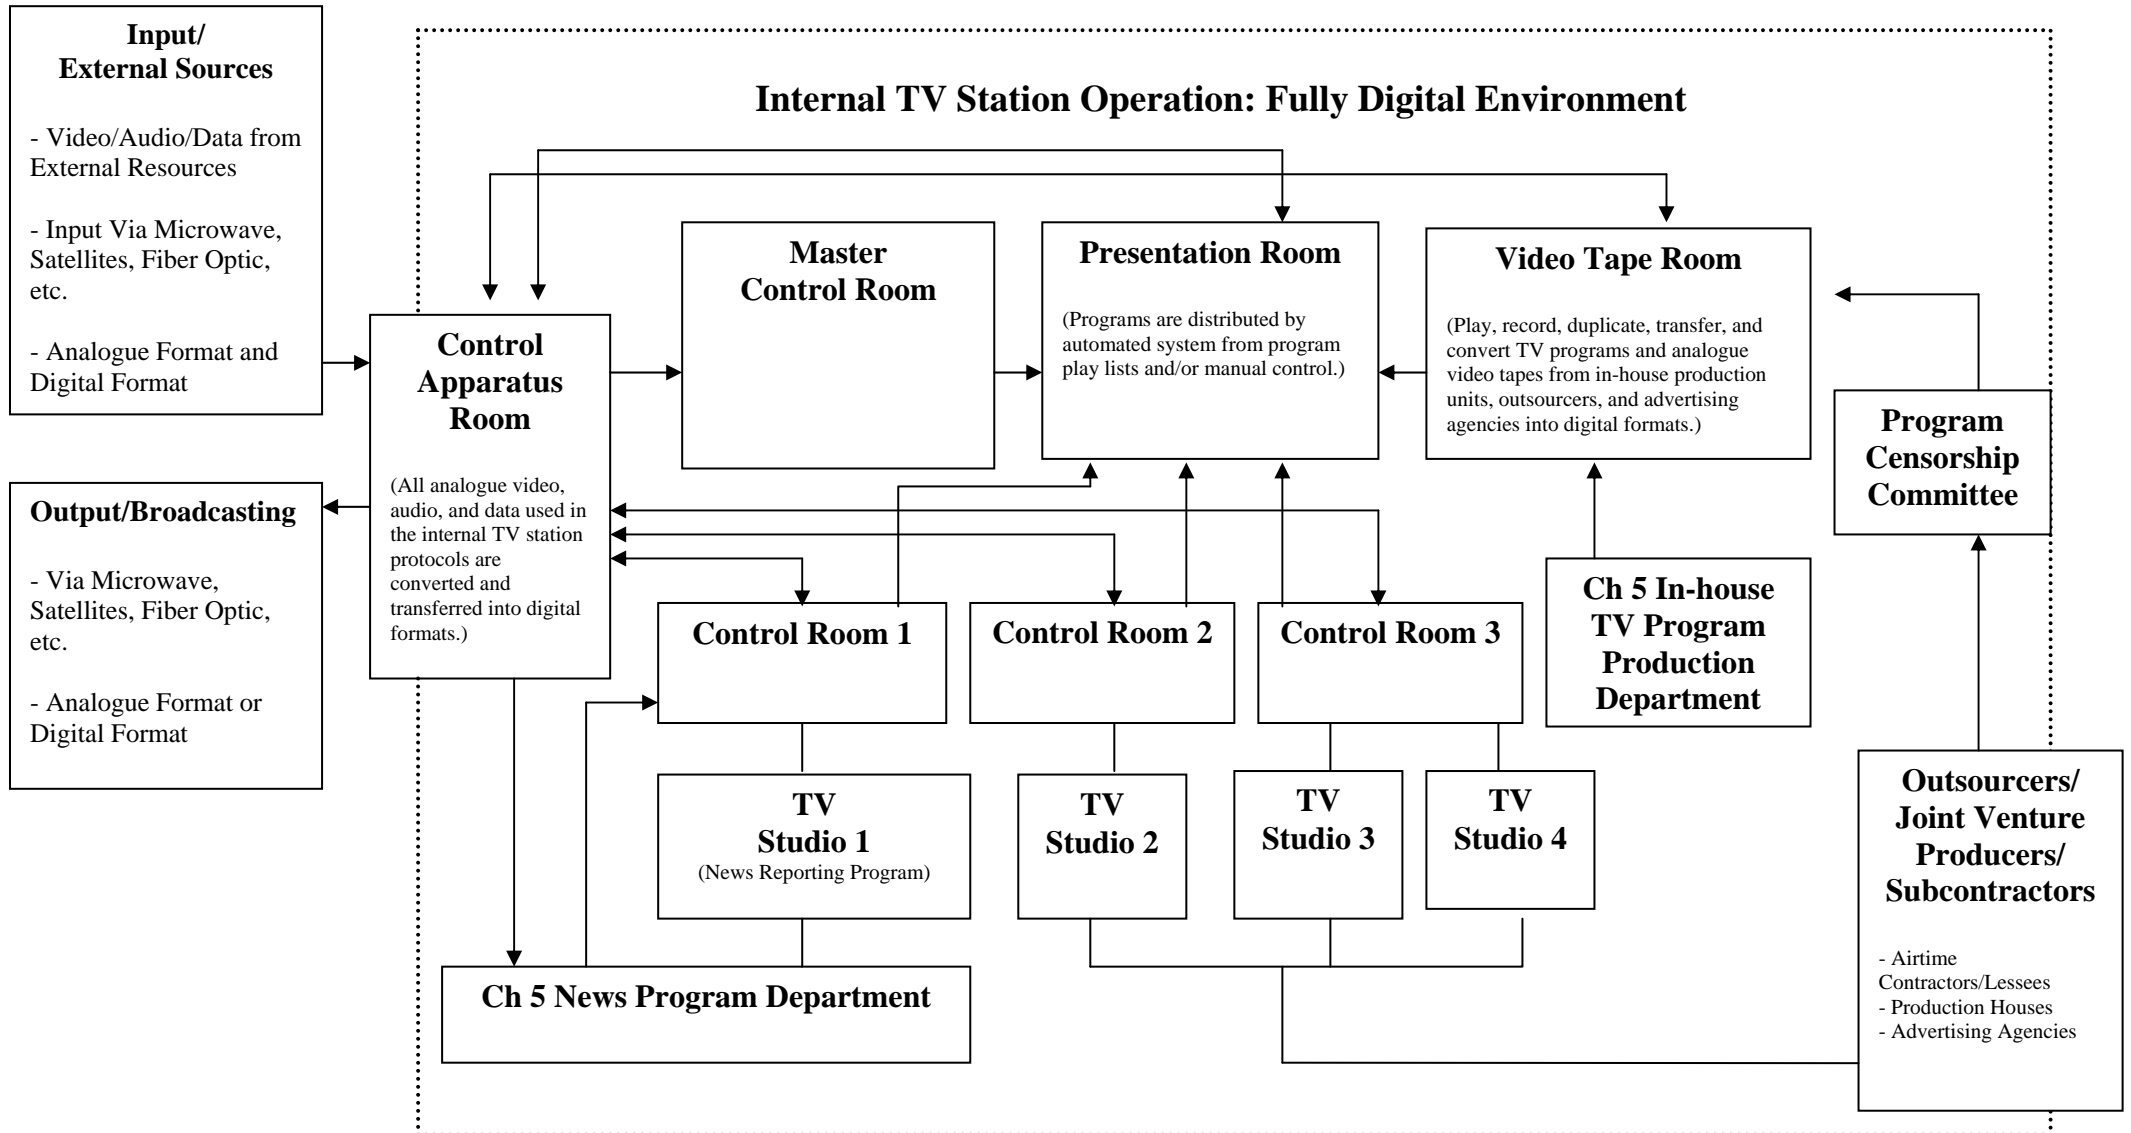 Input/
External Sources
- Video/Audio/Data from
External Resources
- Input Via Microwave,
Satellites, Fiber Optic,
etc.
- Analogue Format and
Digital Format
Output/Broadcasting
- Via Microwave,
Satellites, Fiber Optic,
etc.
- Analogue Format or
Digital Format
Internal TV Station Operation: Fully Digital Environment
Control
Apparatus
Room
(All analogue video,
audio, and data used in
the internal TV station
protocols are
converted and
transferred into digital
formats.)
Master
Control Room
Presentation Room
(Programs are distributed by
automated system from program
play lists and/or manual control.)
Video Tape Room
(Play, record, duplicate, transfer, and
convert TV programs and analogue
video tapes from in-house production
units, outsourcers, and advertising
agencies into digital formats.)
Program
Censorship
Committee
Control Room 1
Control Room 2
Control Room 3
Ch 5 In-house
TV Program
Production
Department
TV
Studio 1
(News Reporting Program)
TV
Studio 2
TV
Studio 3
TV
Studio 4
Outsourcers/
Joint Venture
Producers/
Subcontractors
- Airtime
Contractors/Lessees
- Production Houses
- Advertising Agencies
Ch 5 News Program Department